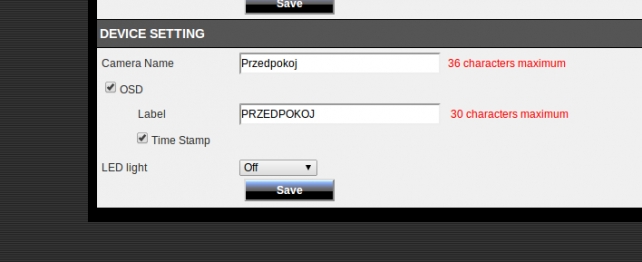 Save
DEVICE SETTING
Camera Name Przedpokoj 36 characters maximum
OSD
Label PRZEDPOKOJ 30 characters maximum
Time Stamp
LED light Off
Save